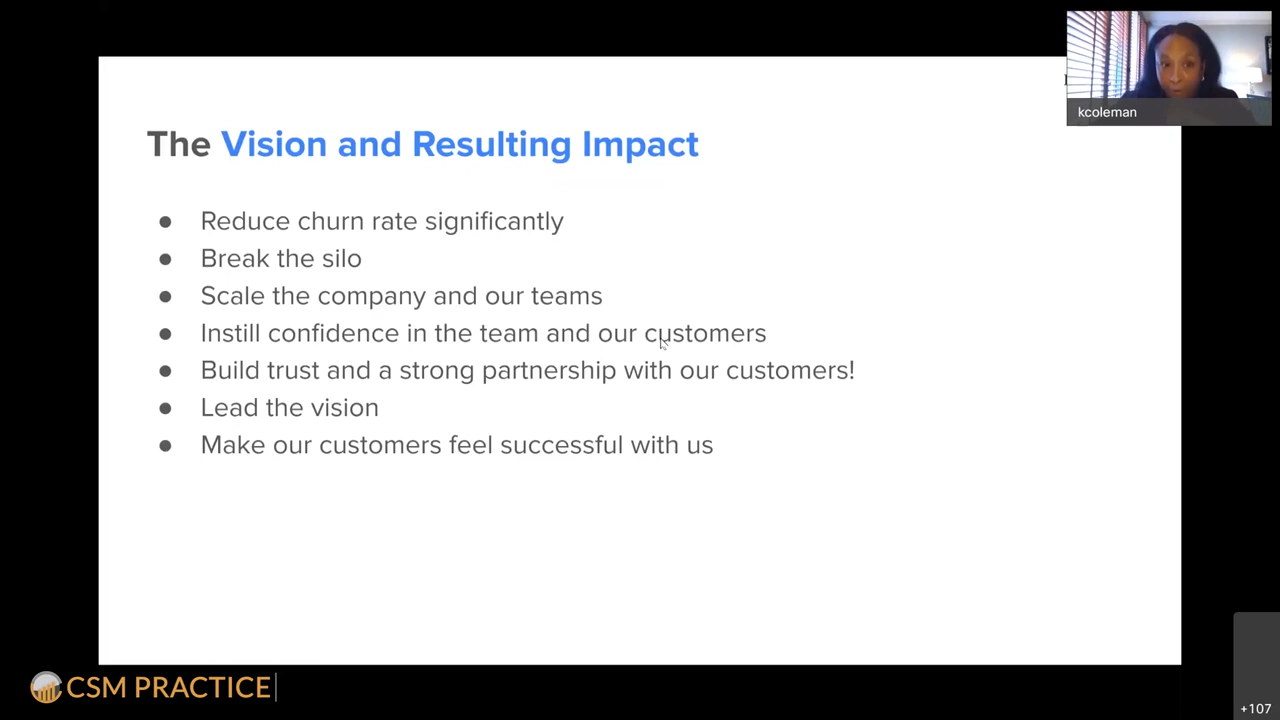 kcoleman
The Vision and Resulting Impact
● Reduce churn rate significantly
● Break the silo
● Scale the company and our teams
● Instill confidence in the team and our customers
● Build trust and a strong partnership with our customers!
● Lead the vision
● Make our customers feel successful with us
CSM PRACTICE
+107